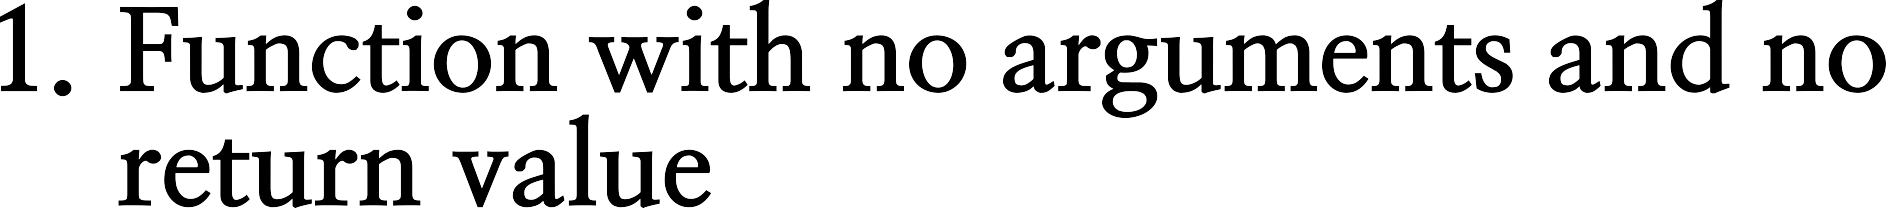 1. Function with no arguments and no
return value